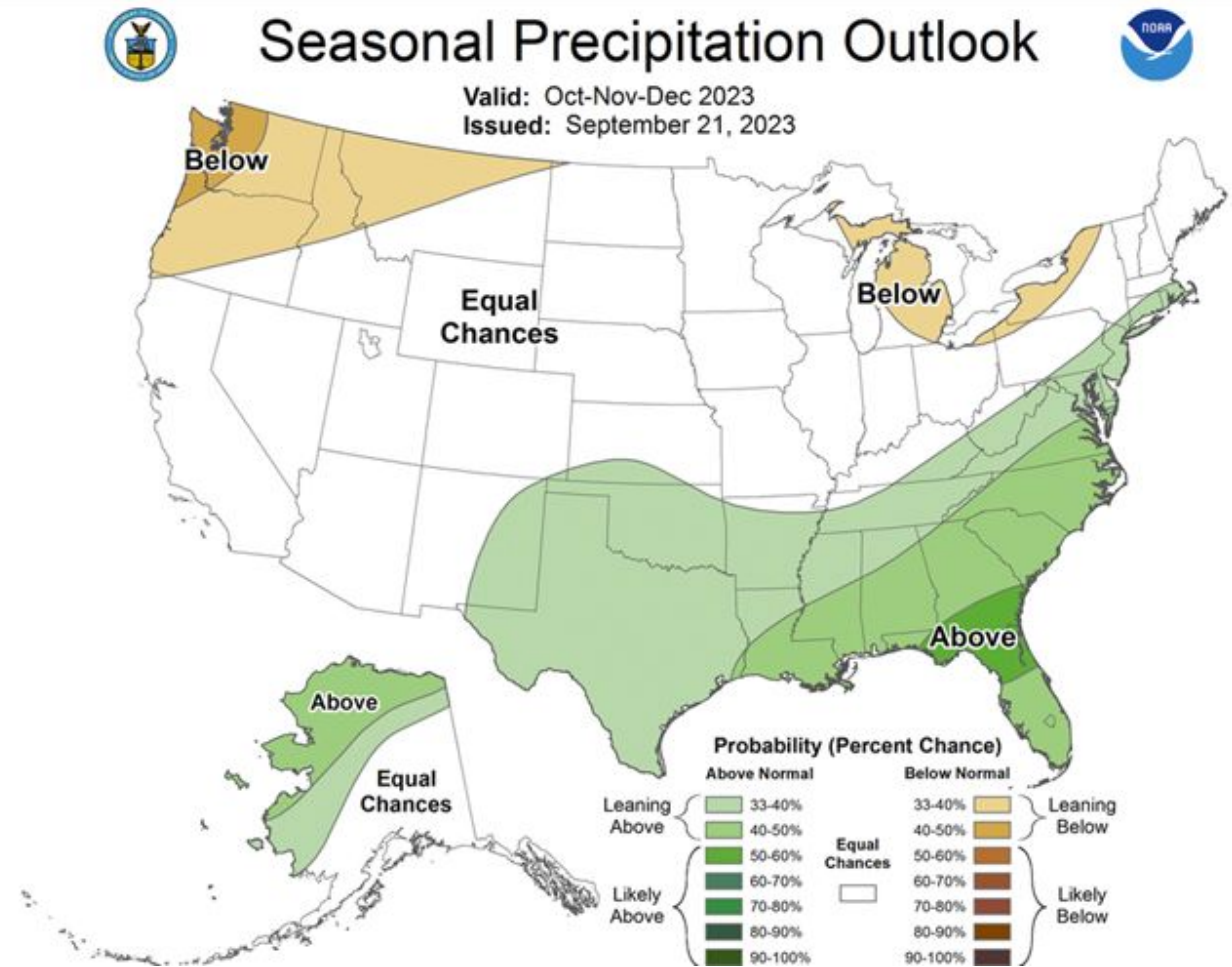 Seasonal Precipitation Outlook
NOAA
Valid: Oct-Nov-Dec 2023
Issued: September 21, 2023
Below
Equal
Chances
Below
Above
Above
Equal
Chances
Probability (Percent Chance)
Above Normal
Below Normal
Leaning
Above
33-40%
40-50%
50-60%
60-70%
70-80%
80-90%
90-100%
Likely
Above
Equal
Chances
33-40%
40-50%
50-60%
60-70%
70-80%
80-90%
90-100%
Leaning
Below
Likely
Below